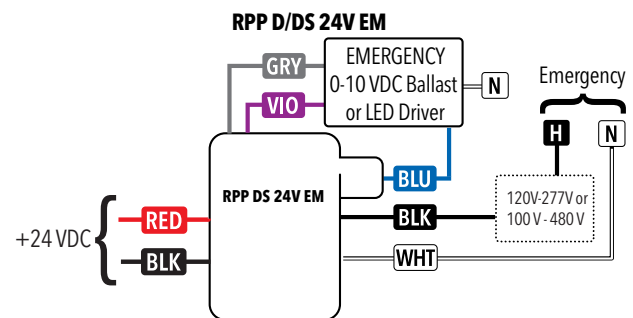 RPP D/DS 24V EM
GRY
EMERGENCY
0-10 VDC Ballast
or LED Driver
N
VIO
Emergency
H
N
BLU
RPP DS 24V EM
120V-277V or
100 V - 480 V
RED
BLK
+24 VDC
BLK
WHT